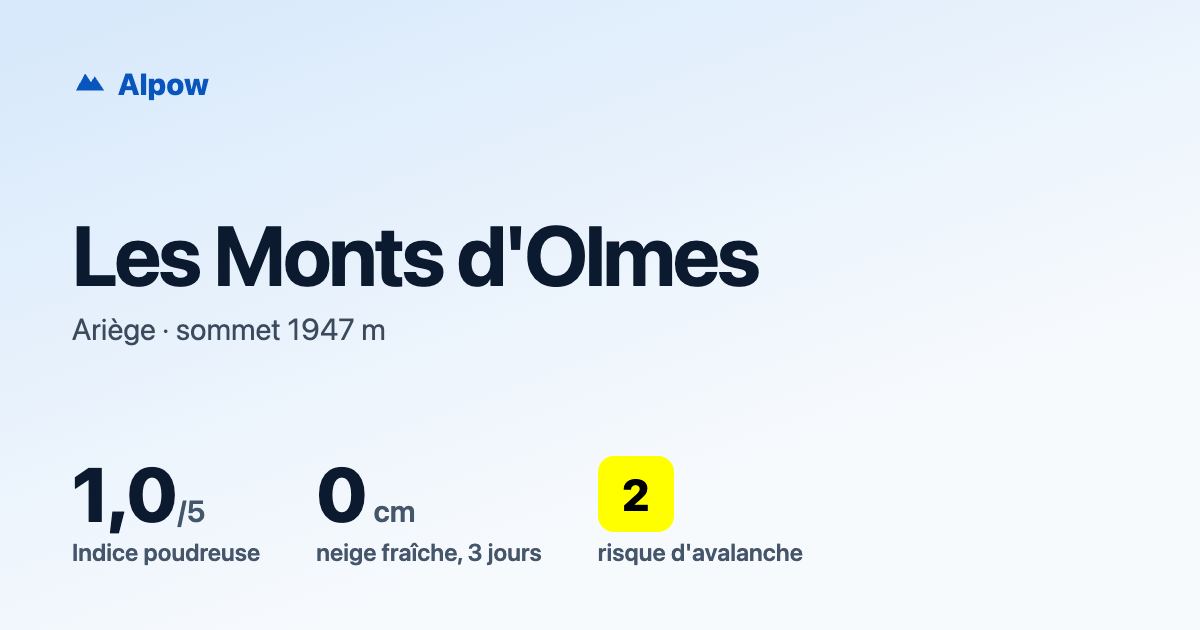 Alpow
Les Monts d'Olmes
Ariège · sommet 1947 m
1,0/5
Indice poudreuse
0 cm
neige fraîche, 3 jours
2
risque d'avalanche